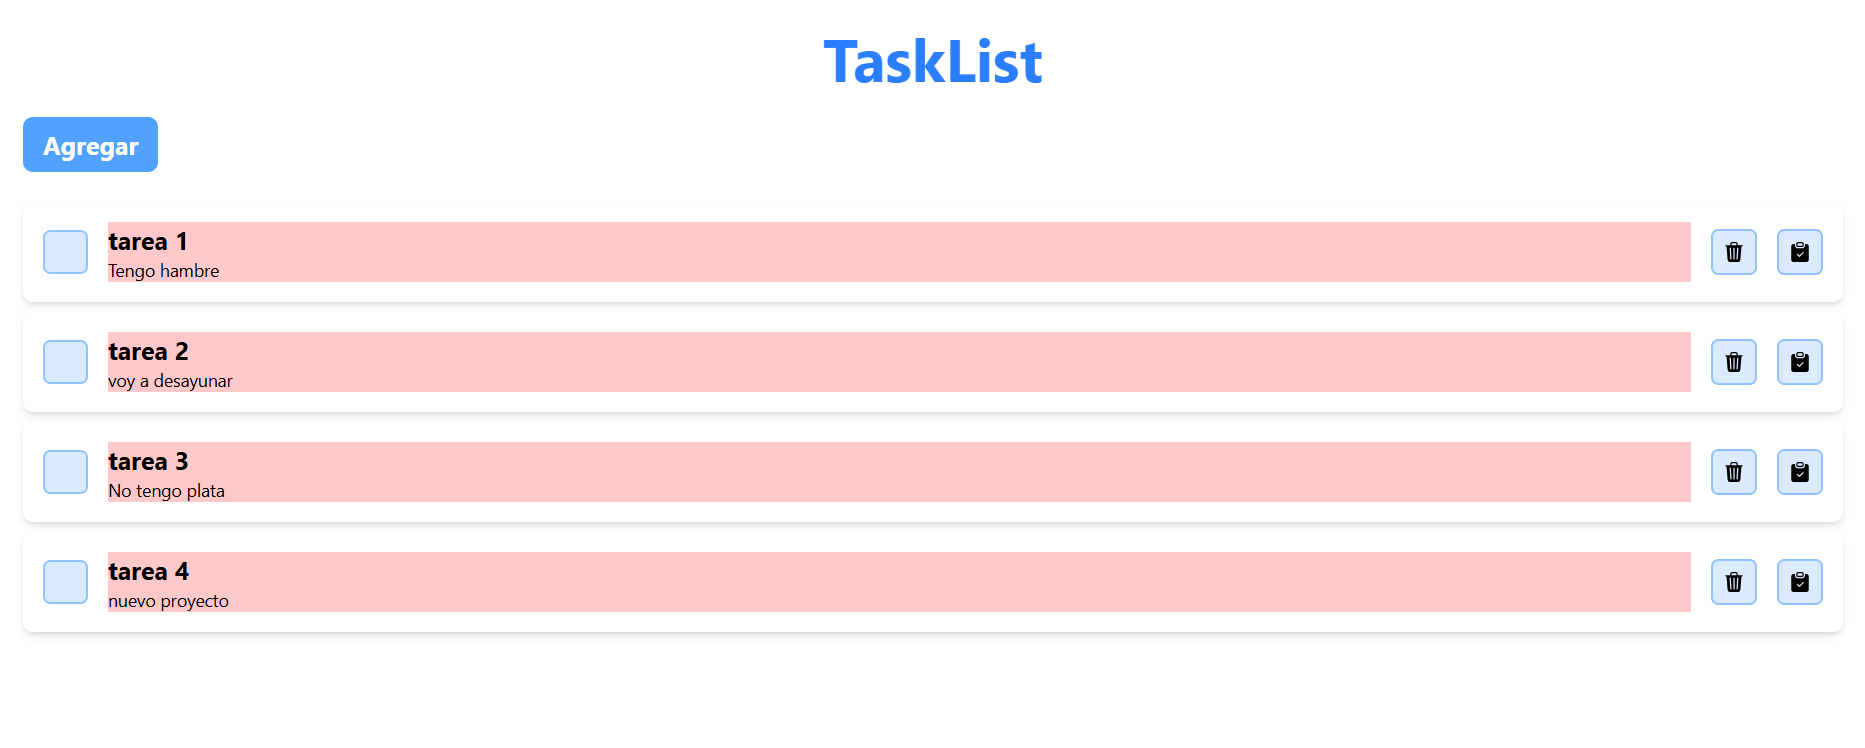 TaskList
Agregar
tarea 1
Tengo hambre
tarea 2
voy a desayunar
tarea 3
No tengo plata
tarea 4
nuevo proyecto